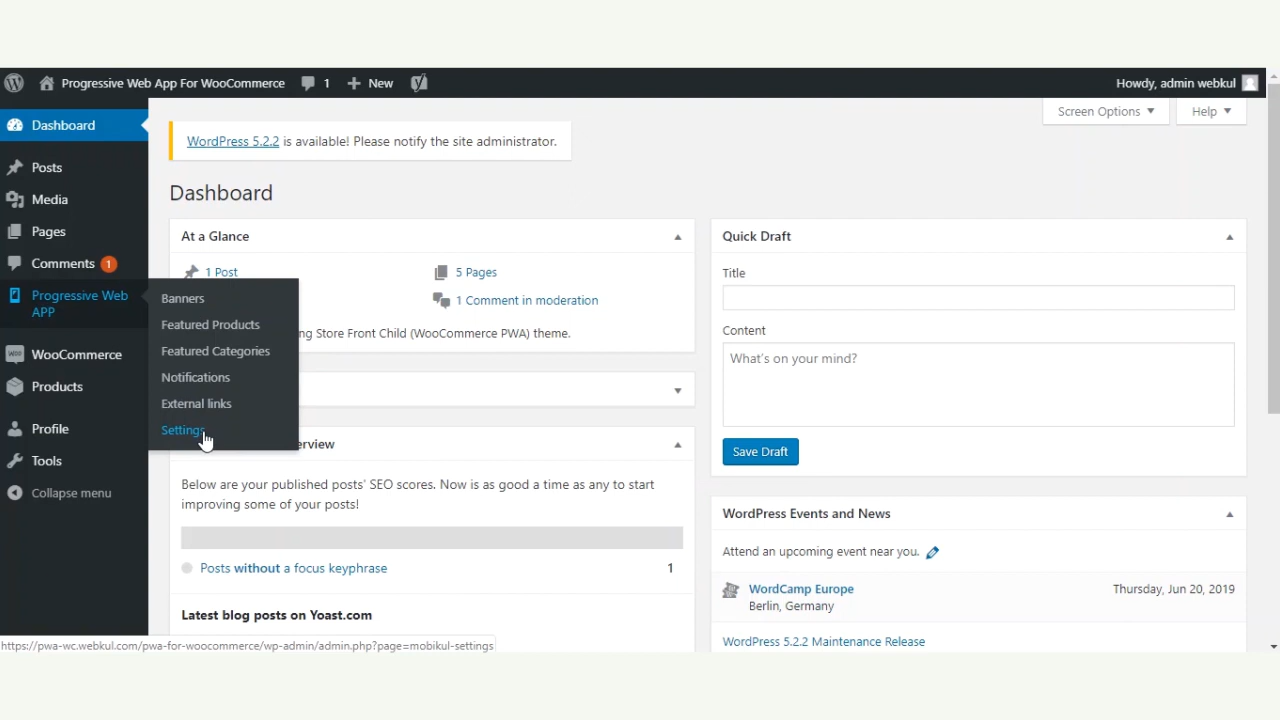 Progressive Web App For WooCommerce 1 New Howdy, admin webkul
Dashboard
Posts
Media
Pages
Comments 1
Progressive Web
APP
WooCommerce
Products
Profile
Tools
Collapse menu
Banners
Featured Products
Featured Categories
Notifications
External links
Settings
Screen Options Help
WordPress 5.2.2 is available! Please notify the site administrator.
Dashboard
At a Glance
1 Post 5 Pages
1 Comment in moderation
ng Store Front Child (WooCommerce PWA) theme.
erview
Below are your published posts' SEO scores. Now is as good a time as any to start
improving some of your posts!
Posts without a focus keyphrase 1
Latest blog posts on Yoast.com
Quick Draft
Title
Content
What's on your mind?
Save Draft
WordPress Events and News
Attend an upcoming event near you.
WordCamp Europe Thursday, Jun 20, 2019
Berlin, Germany
WordPress 5.2.2 Maintenance Release
https://pwa-wc.webkul.com/pwa-for-woocommerce/wp-admin/admin.php?page=mobikul-settings